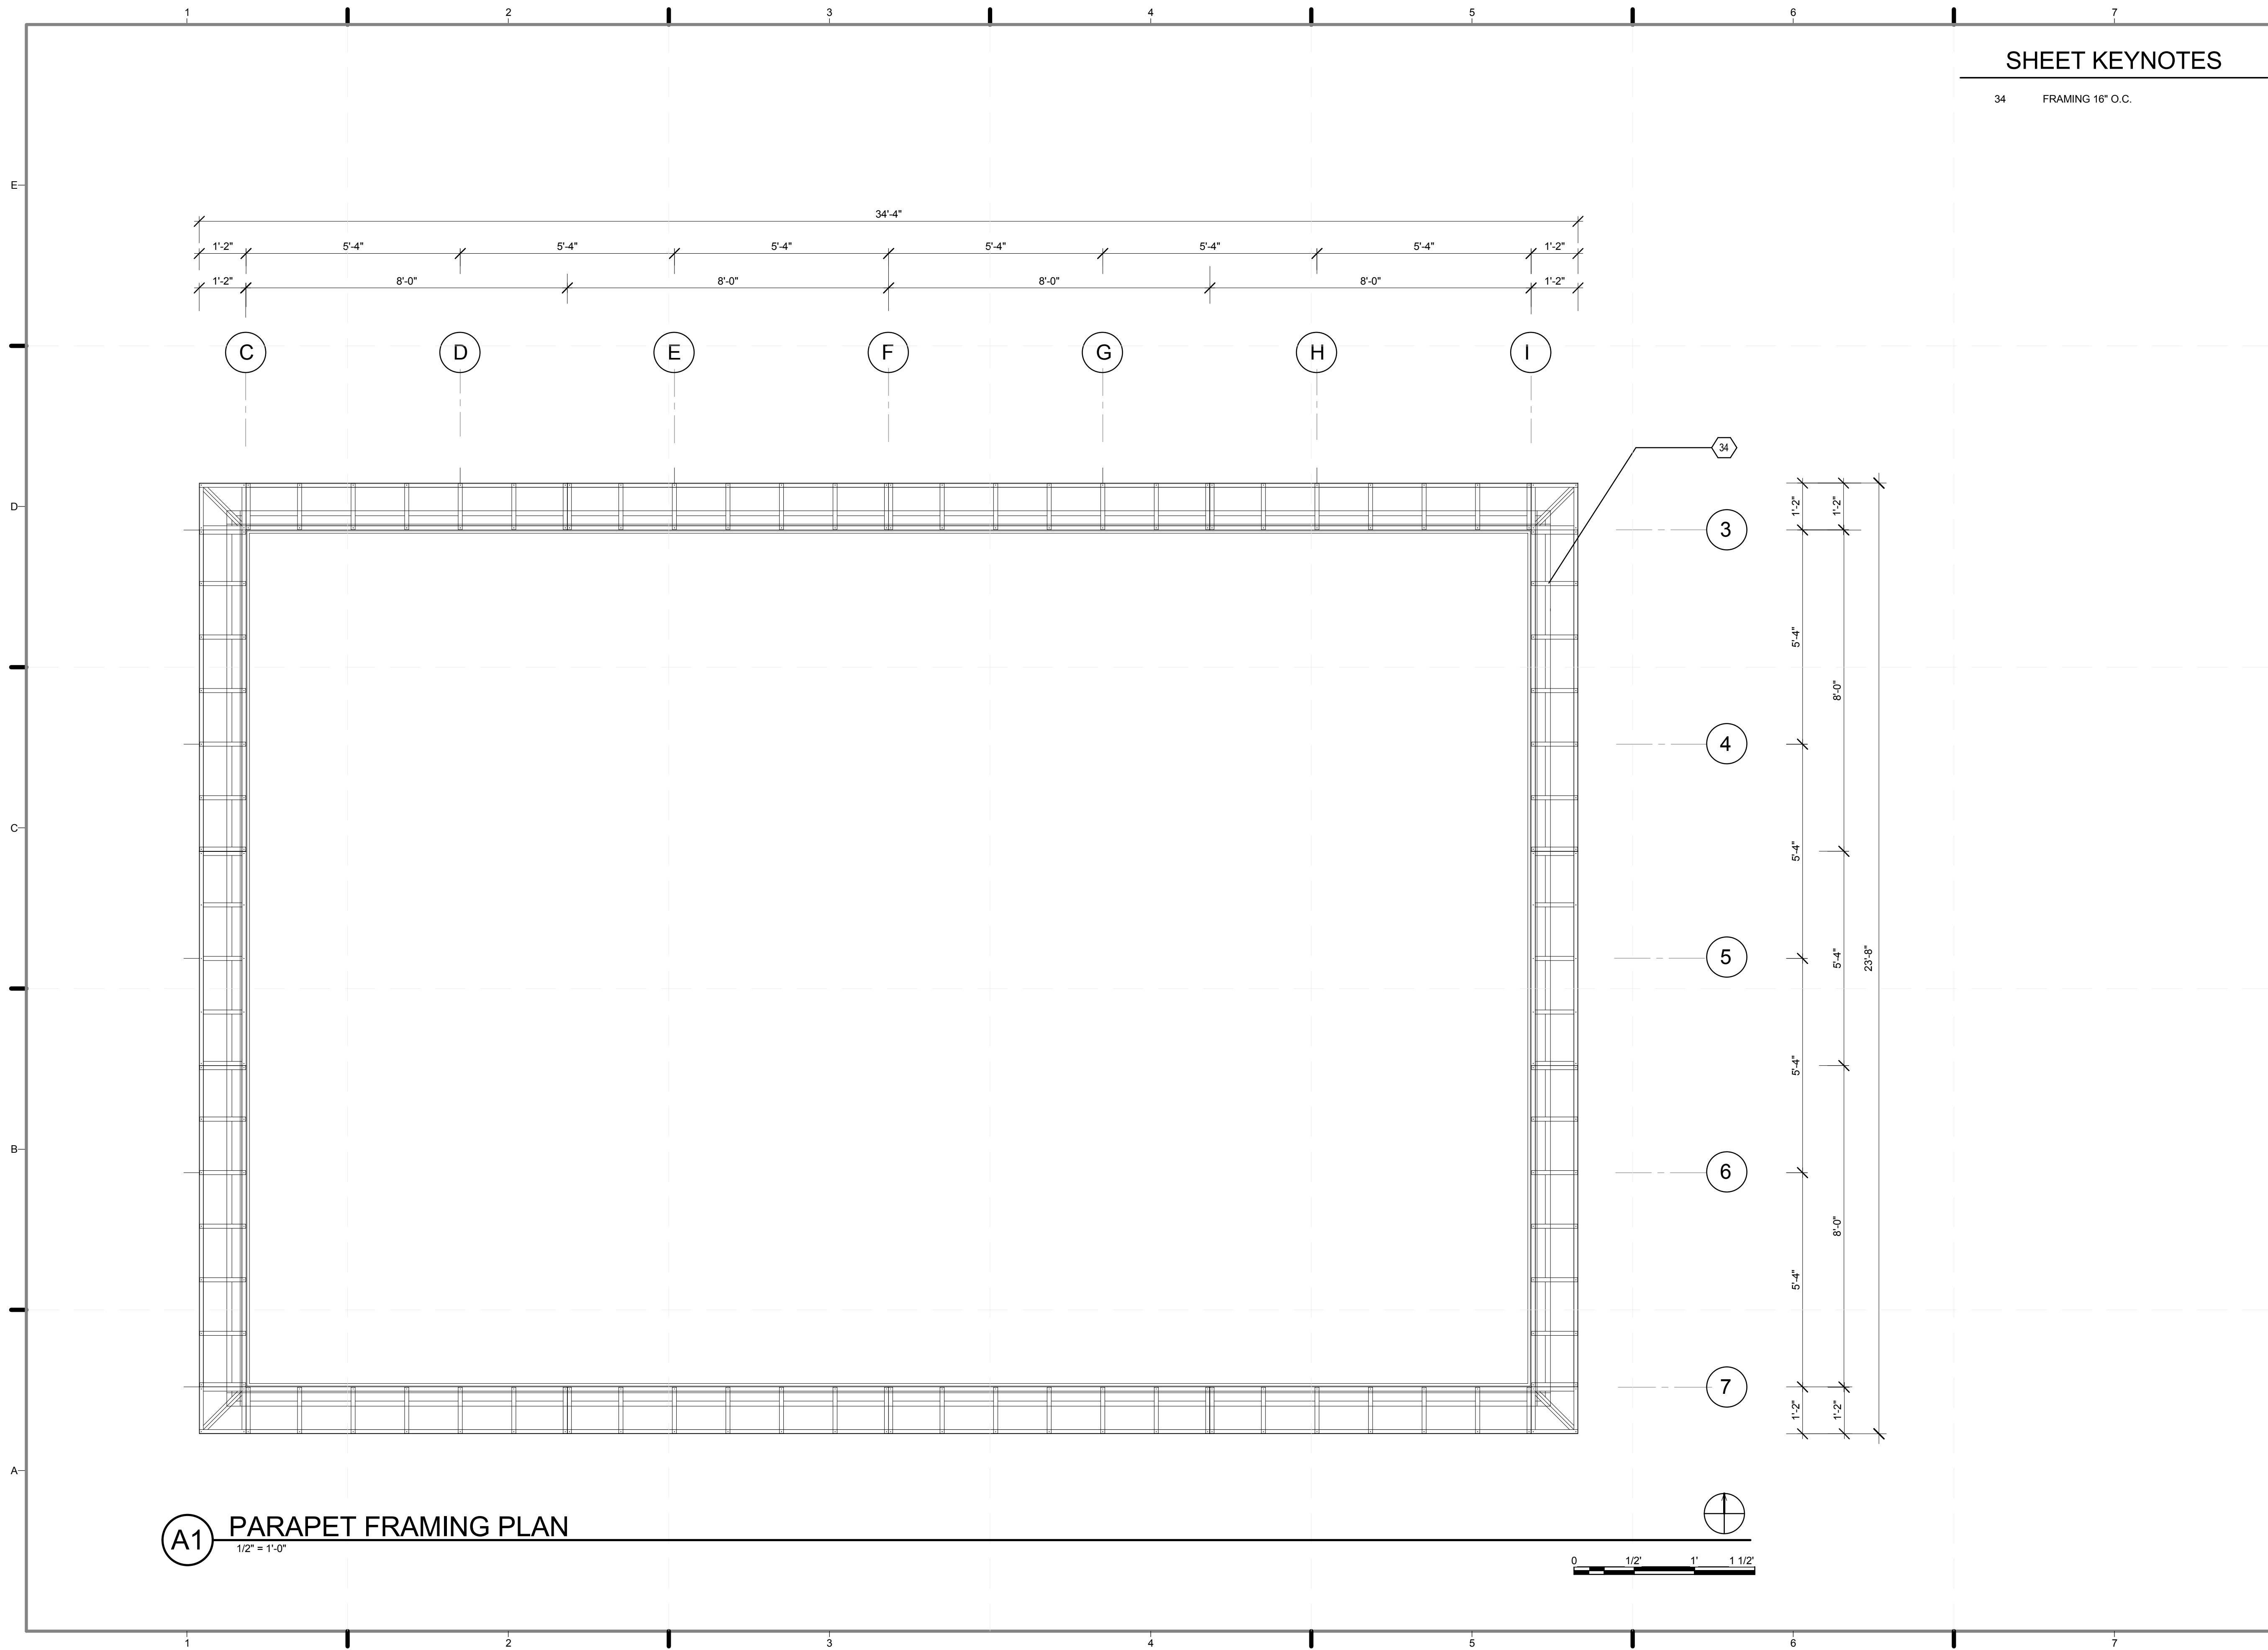 1 2 3 4 5 6 7
SHEET KEYNOTES
34 FRAMING 16" O.C.
E
34'-4"
1'-2" 5'-4" 5'-4" 5'-4" 5'-4" 5'-4" 5'-4" 1'-2"
1'-2" 8'-0" 8'-0" 8'-0" 8'-0" 1'-2"
C D E F G H I
34
D
1'-2" 1'-2"
3
5'-4"
8'-0"
4
C
5'-4"
5
5'-4" 23'-8"
5'-4"
B
6
8'-0"
5'-4"
7
1'-2" 1'-2"
A
A1 PARAPET FRAMING PLAN
1/2" = 1'-0"
0 1/2' 1' 1 1/2'
1 2 3 4 5 6 7